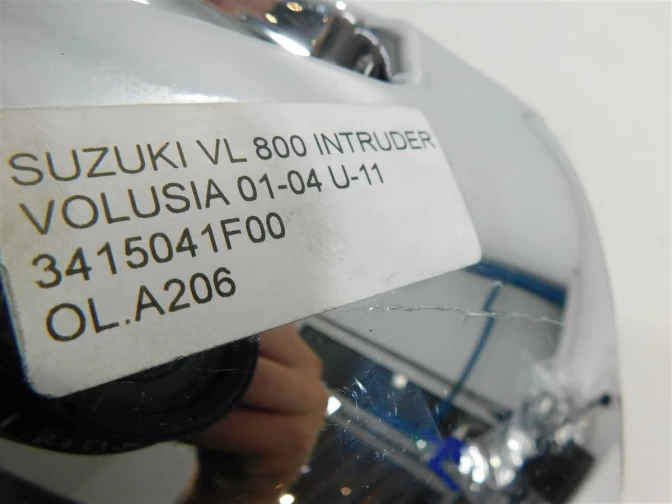 SUZUKI VL 800 INTRUDER
VOLUSIA 01-04 U-11
3415041F00
OL.A206